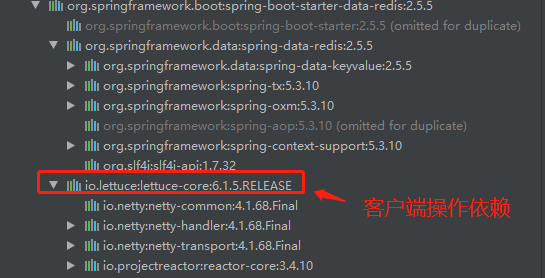 org.springframework.boot:spring-boot-starter-data-redis:2.5.5
org.springframework.boot:spring-boot-starter:2.5.5 (omitted for duplicate)
org.springframework.data:spring-data-redis:2.5.5
org.springframework.data:spring-data-keyvalue:2.5.5
org.springframework:spring-tx:5.3.10
org.springframework:spring-oxm:5.3.10
org.springframework:spring-aop:5.3.10 (omitted for duplicate)
org.springframework:spring-context-support:5.3.10
org.slf4j:slf4j-api:1.7.32
io.lettuce:lettuce-core:6.1.5.RELEASE
io.netty:netty-common:4.1.68.Final
客户端操作依赖
io.netty:netty-handler:4.1.68.Final
io.netty:netty-transport:4.1.68.Final
io.projectreactor:reactor-core:3.4.10